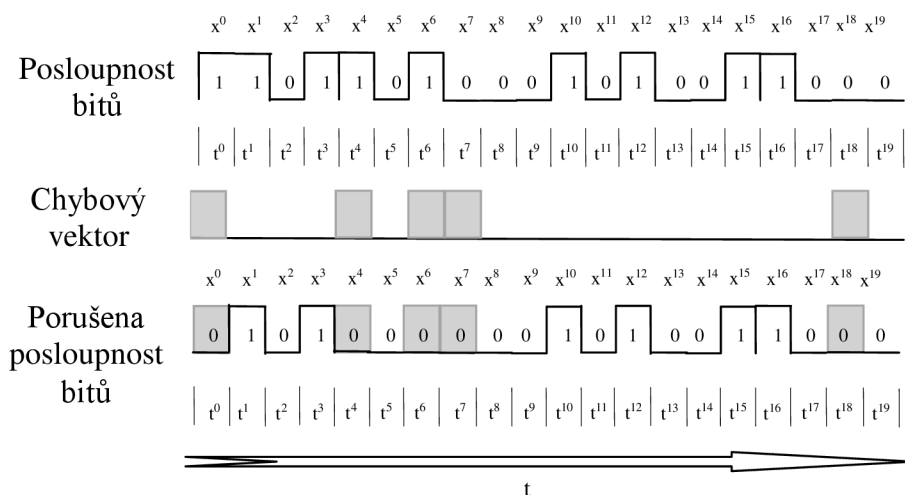 x⁰ x¹ x² x³ x⁴ x⁵ x⁶ x⁷ x⁸ x⁹ x¹⁰ x¹¹ x¹² x¹³ x¹⁴ x¹⁵ x¹⁶ x¹⁷ x¹⁸ x¹⁹
Posloupnost
bitů
1 1 0 1 1 0 1 0 0 0 1 0 1 0 0 1 1 0 0 0
t⁰ t¹ t² t³ t⁴ t⁵ t⁶ t⁷ t⁸ t⁹ t¹⁰ t¹¹ t¹² t¹³ t¹⁴ t¹⁵ t¹⁶ t¹⁷ t¹⁸ t¹⁹
Chybový
vektor
x⁰ x¹ x² x³ x⁴ x⁵ x⁶ x⁷ x⁸ x⁹ x¹⁰ x¹¹ x¹² x¹³ x¹⁴ x¹⁵ x¹⁶ x¹⁷ x¹⁸ x¹⁹
Porušena
posloupnost
bitů
0 1 0 1 0 0 0 0 0 0 1 0 1 0 0 1 1 0 0 0
t⁰ t¹ t² t³ t⁴ t⁵ t⁶ t⁷ t⁸ t⁹ t¹⁰ t¹¹ t¹² t¹³ t¹⁴ t¹⁵ t¹⁶ t¹⁷ t¹⁸ t¹⁹
t